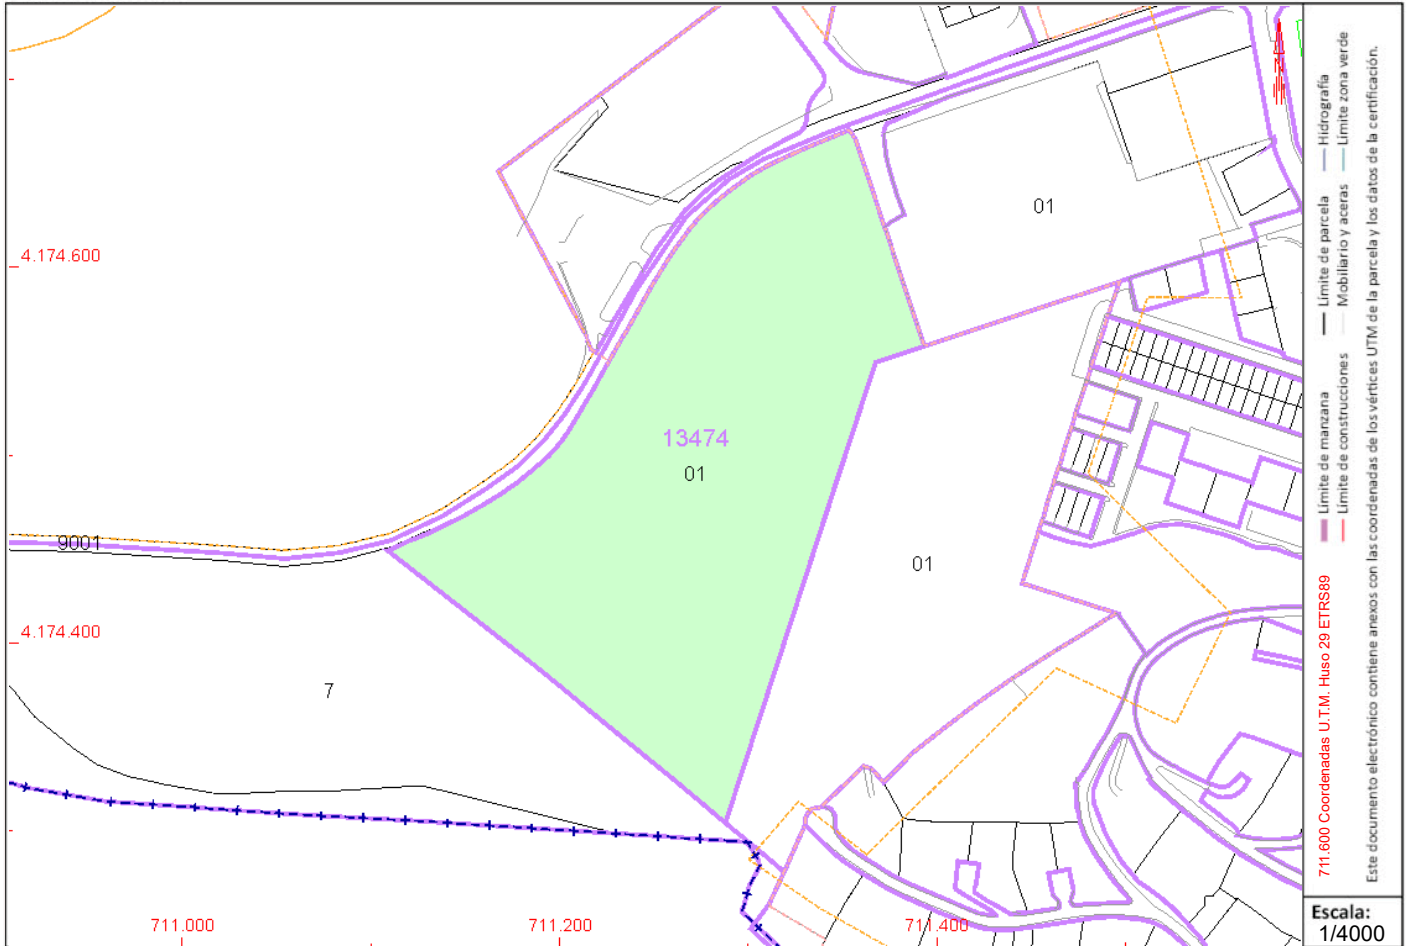 01
4.174.600
13474
01
9001
01
4.174.400
7
711.000
711.200
711.400
Límite de manzana
Límite de parcela
Hidrografía
Límite de construcciones
Mobiliario y aceras
Límite zona verde
711.600 Coordenadas U.T.M. Huso 29 ETRS89
Este documento electrónico contiene anexos con las coordenadas de los vértices UTM de la parcela y los datos de la certificación.
Escala:
1/4000